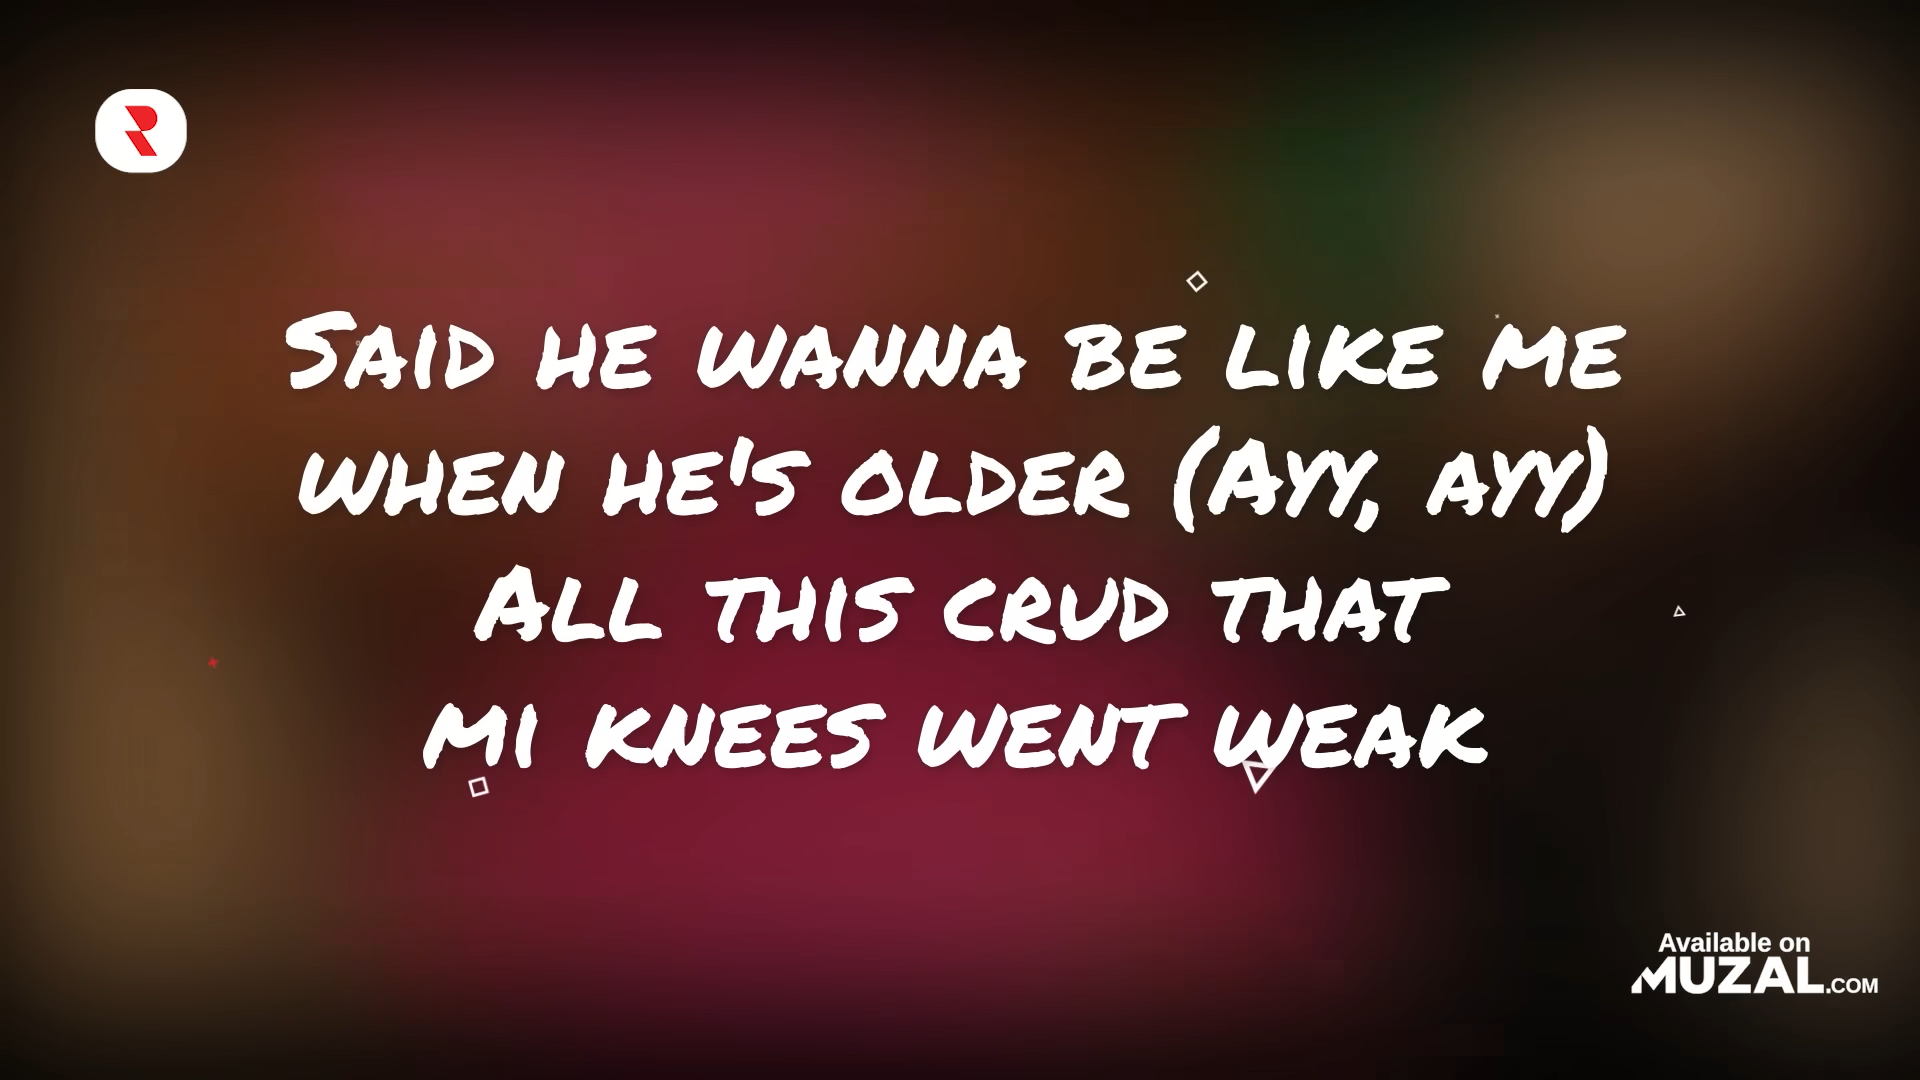 Said he wanna be like me
when he's older (Ayy, ayy)
All this crud that
mi knees went weak
Available on
MUZAL.COM